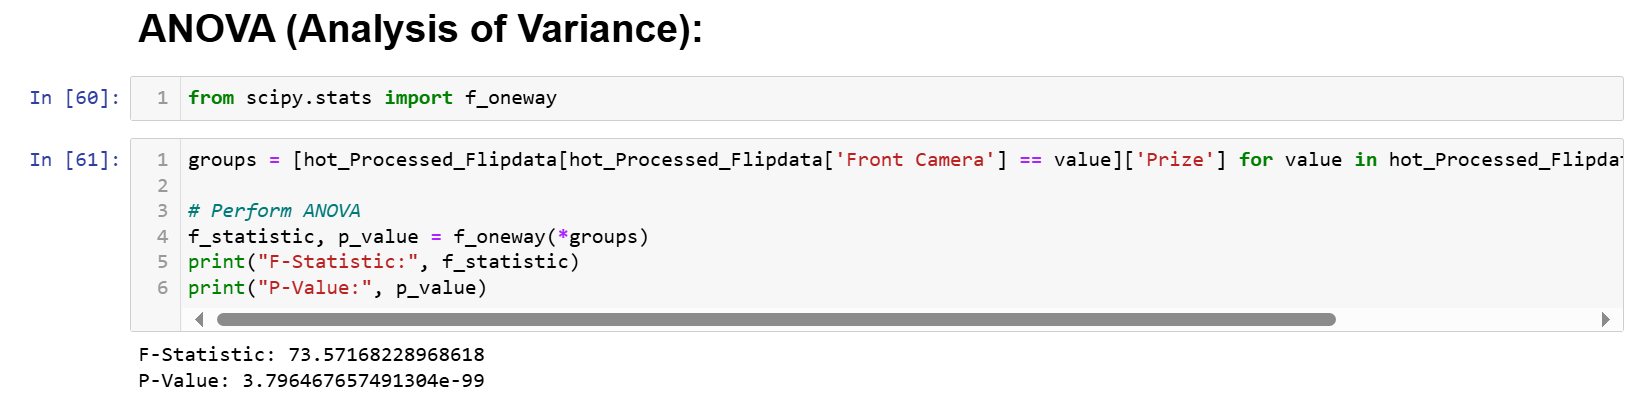 ANOVA (Analysis of Variance):
In [60]: 1 from scipy.stats import f_oneway
In [61]: 1 groups = [hot_Processed_Flipdata[hot_Processed_Flipdata['Front Camera'] == value]['Prize'] for value in hot_Processed_Flipda
2
3 # Perform ANOVA
4 f_statistic, p_value = f_oneway(*groups)
5 print("F-Statistic:", f_statistic)
6 print("P-Value:", p_value)
F-Statistic: 73.57168228968618
P-Value: 3.796467657491304e-99